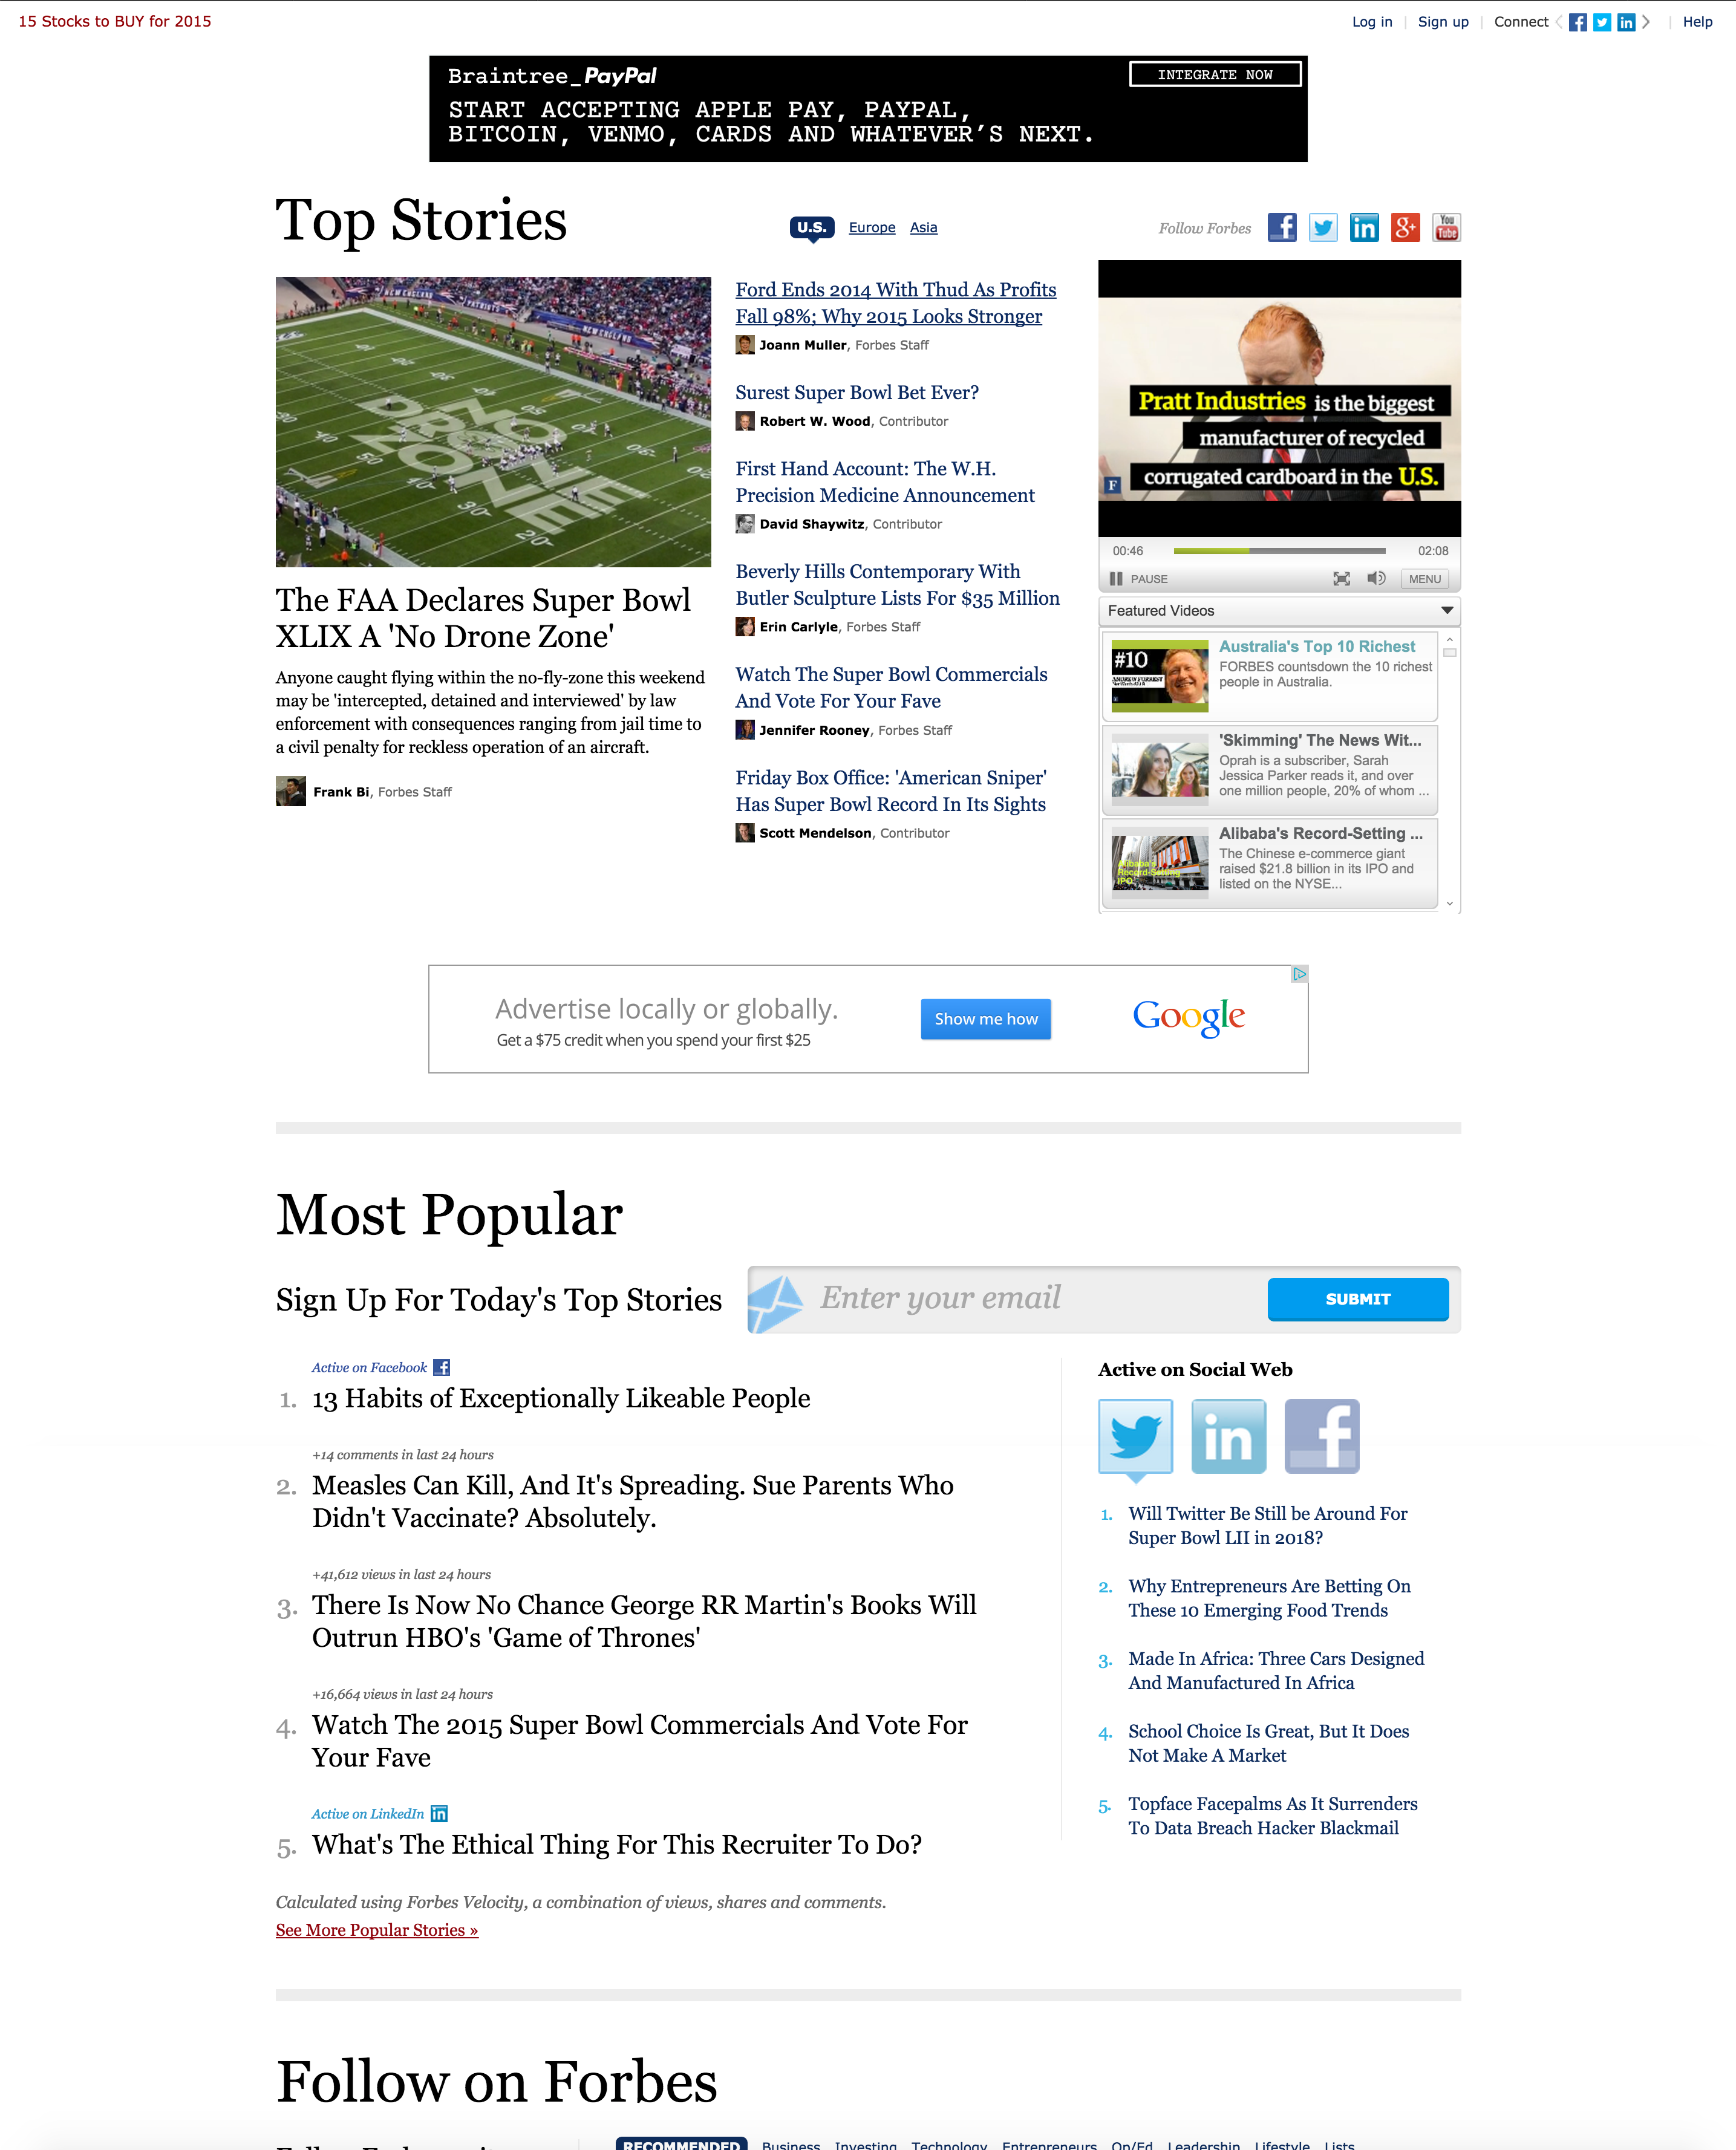 15 Stocks to BUY for 2015
Log in | Sign up | Connect | Help
Braintree_PayPal
INTEGRATE NOW
START ACCEPTING APPLE PAY, PAYPAL,
BITCOIN, VENMO, CARDS AND WHATEVER'S NEXT.
Top Stories
U.S. Europe Asia
Follow Forbes
You
Tube
NO
DRONE
ZONE
The FAA Declares Super Bowl
XLIX A 'No Drone Zone'
Anyone caught flying within the no-fly-zone this weekend
may be 'intercepted, detained and interviewed' by law
enforcement with consequences ranging from jail time to
a civil penalty for reckless operation of an aircraft.
Frank Bi, Forbes Staff
Ford Ends 2014 With Thud As Profits
Fall 98%; Why 2015 Looks Stronger
Joann Muller, Forbes Staff
Surest Super Bowl Bet Ever?
Robert W. Wood, Contributor
First Hand Account: The W.H.
Precision Medicine Announcement
David Shaywitz, Contributor
Beverly Hills Contemporary With
Butler Sculpture Lists For $35 Million
Erin Carlyle, Forbes Staff
Watch The Super Bowl Commercials
And Vote For Your Fave
Jennifer Rooney, Forbes Staff
Friday Box Office: 'American Sniper'
Has Super Bowl Record In Its Sights
Scott Mendelson, Contributor
Pratt Industries is the biggest
manufacturer of recycled
corrugated cardboard in the U.S.
F
00:46 02:08
PAUSE MENU
Featured Videos
#10
ANDREW FORREST
Australia's Top 10 Richest
FORBES countsdown the 10 richest
people in Australia.
'Skimming' The News Wit...
Oprah is a subscriber, Sarah
Jessica Parker reads it, and over
one million people, 20% of whom ...
Alibaba's
Record-Setting
IPO
Alibaba's Record-Setting ...
The Chinese e-commerce giant
raised $21.8 billion in its IPO and
listed on the NYSE...
Advertise locally or globally.
Get a $75 credit when you spend your first $25
Show me how
Google
Most Popular
Sign Up For Today's Top Stories
Enter your email
SUBMIT
Active on Facebook
1. 13 Habits of Exceptionally Likeable People
+14 comments in last 24 hours
2. Measles Can Kill, And It's Spreading. Sue Parents Who
Didn't Vaccinate? Absolutely.
+41,612 views in last 24 hours
3. There Is Now No Chance George RR Martin's Books Will
Outrun HBO's 'Game of Thrones'
+16,664 views in last 24 hours
4. Watch The 2015 Super Bowl Commercials And Vote For
Your Fave
Active on LinkedIn in
5. What's The Ethical Thing For This Recruiter To Do?
Calculated using Forbes Velocity, a combination of views, shares and comments.
See More Popular Stories »
Active on Social Web
1. Will Twitter Be Still be Around For
Super Bowl LII in 2018?
2. Why Entrepreneurs Are Betting On
These 10 Emerging Food Trends
3. Made In Africa: Three Cars Designed
And Manufactured In Africa
4. School Choice Is Great, But It Does
Not Make A Market
5. Topface Facepalms As It Surrenders
To Data Breach Hacker Blackmail
Follow on Forbes
RECOMMENDED Business Investing Technology Entrepreneurs Op/Ed Leadership Lifestyle Lists